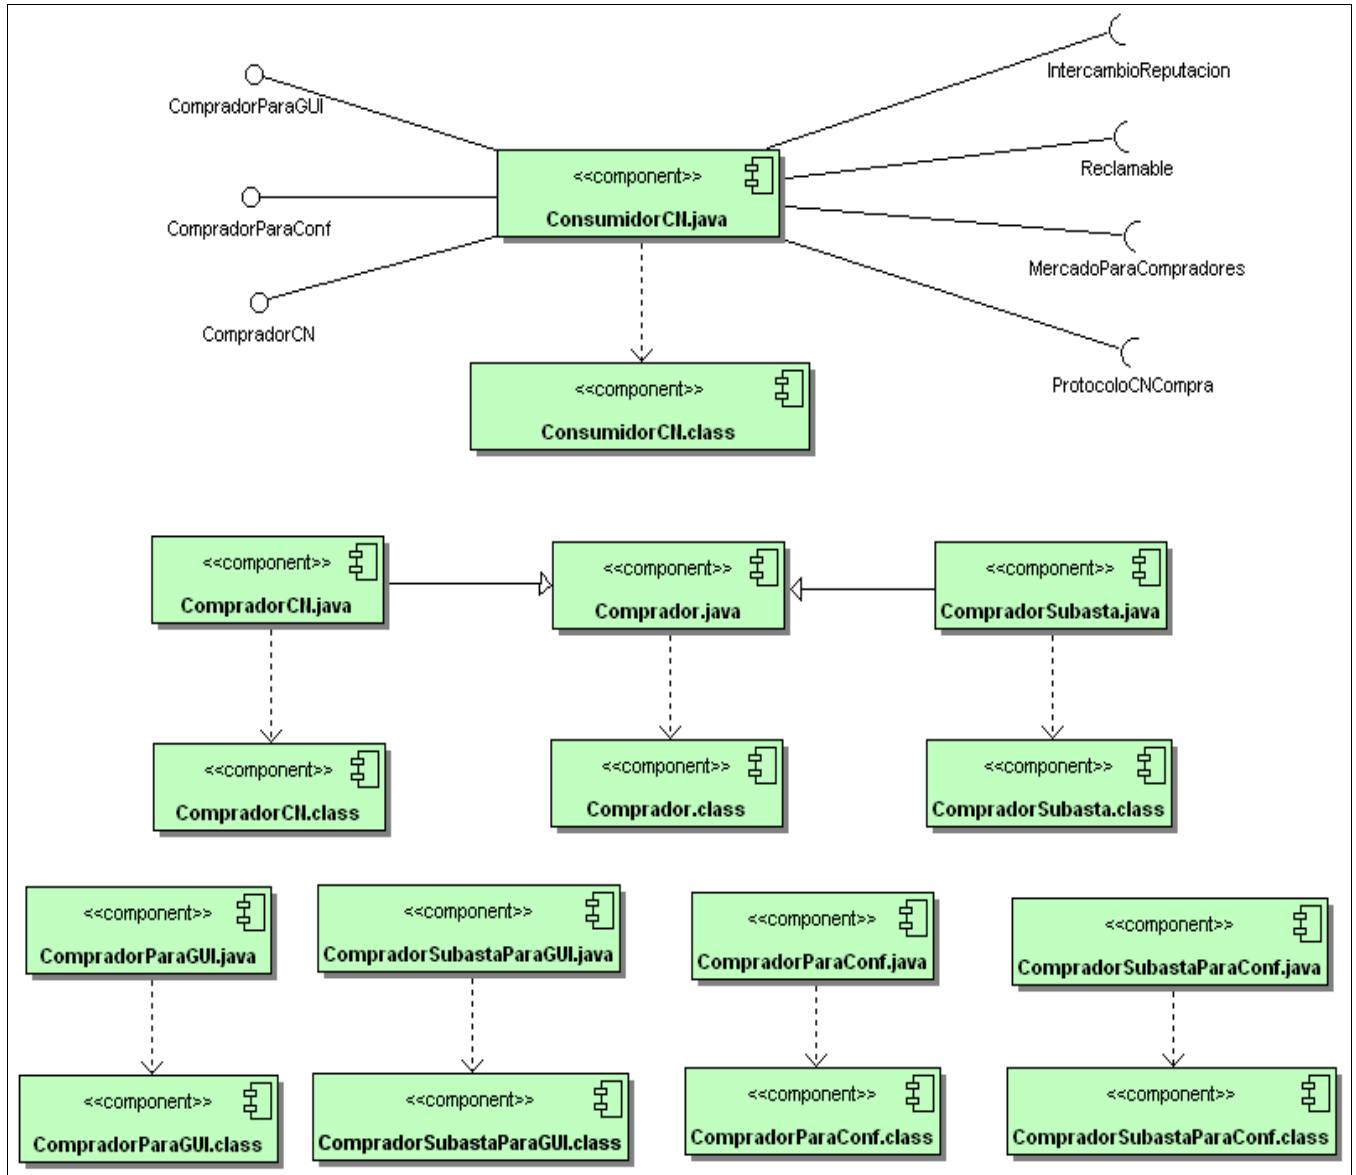 IntercambioReputacion
CompradorParaGUI
Reclamable
<<component>>
ConsumidorCN.java
CompradorParaConf
MercadoParaCompradores
CompradorCN
ProtocoloCNCompra
<<component>>
ConsumidorCN.class
<<component>>
CompradorCN.java
<<component>>
Comprador.java
<<component>>
CompradorSubasta.java
<<component>>
CompradorCN.class
<<component>>
Comprador.class
<<component>>
CompradorSubasta.class
<<component>>
CompradorParaGUI.java
<<component>>
CompradorSubastaParaGUI.java
<<component>>
CompradorParaConf.java
<<component>>
CompradorSubastaParaConf.java
<<component>>
CompradorParaGUI.class
<<component>>
CompradorSubastaParaGUI.class
<<component>>
CompradorParaConf.class
<<component>>
CompradorSubastaParaConf.class